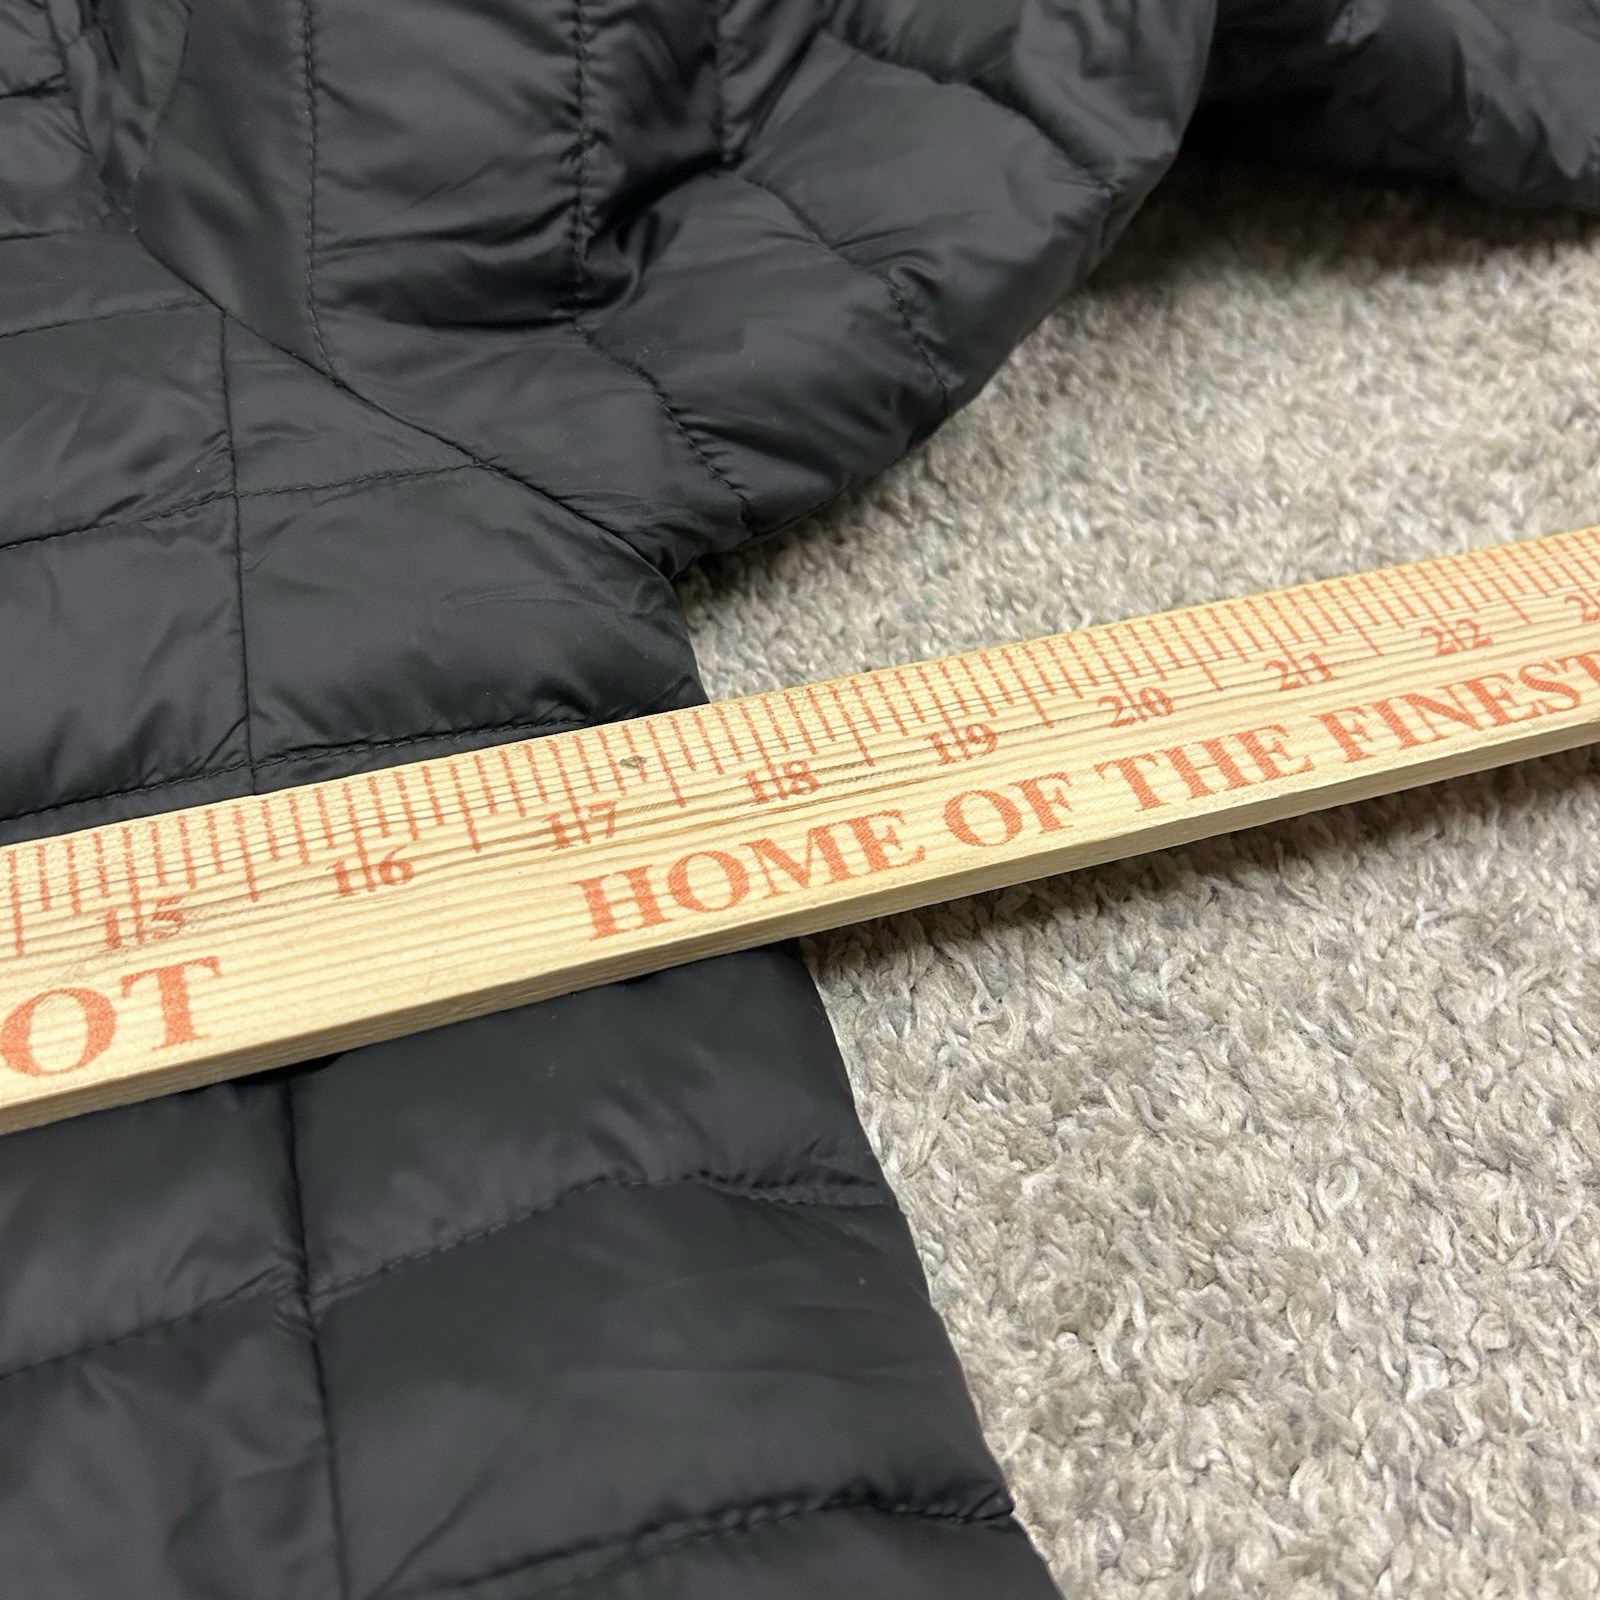 15 16 17 18 19 20 21 22
OT HOME OF THE FINEST